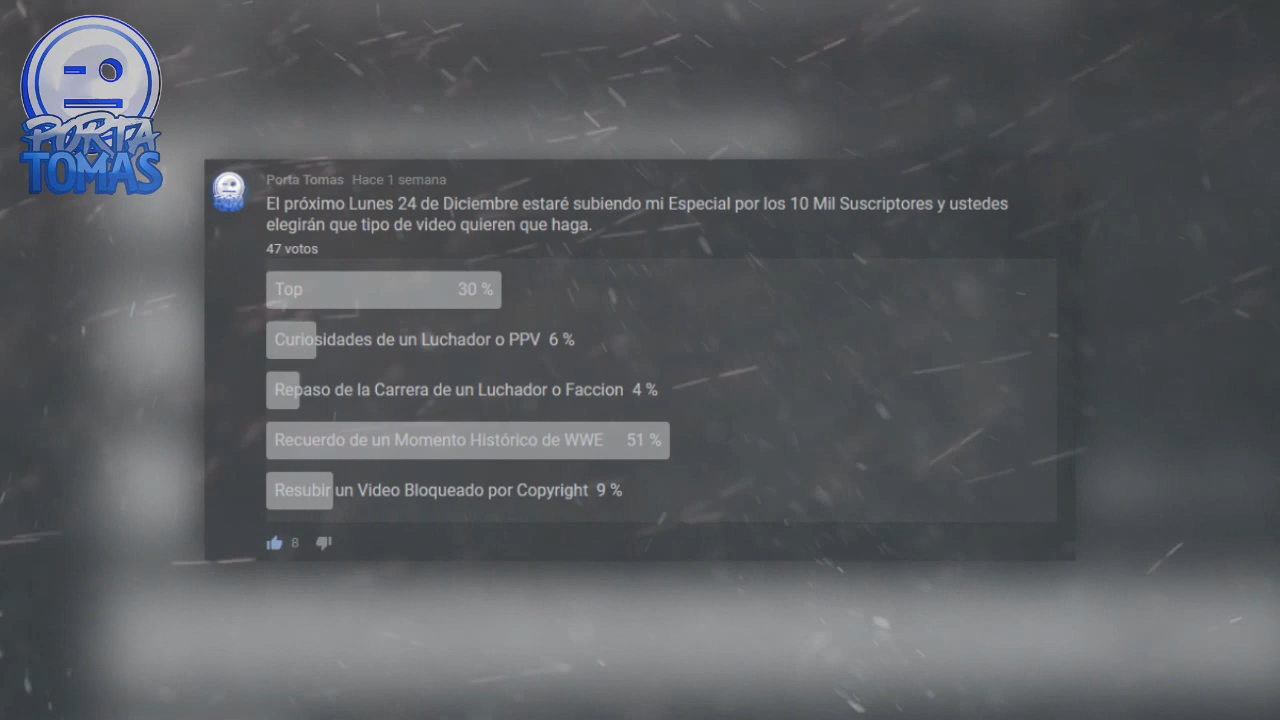 PORTA
TOMAS
Porta Tomas Hace 1 semana
El próximo Lunes 24 de Diciembre estaré subiendo mi Especial por los 10 Mil Suscriptores y ustedes
elegirán que tipo de video quieren que haga.
47 votos
Top 30 %
Curiosidades de un Luchador o PPV 6 %
Repaso de la Carrera de un Luchador o Faccion 4 %
Recuerdo de un Momento Histórico de WWE 51 %
Resubir un Video Bloqueado por Copyright 9 %
8